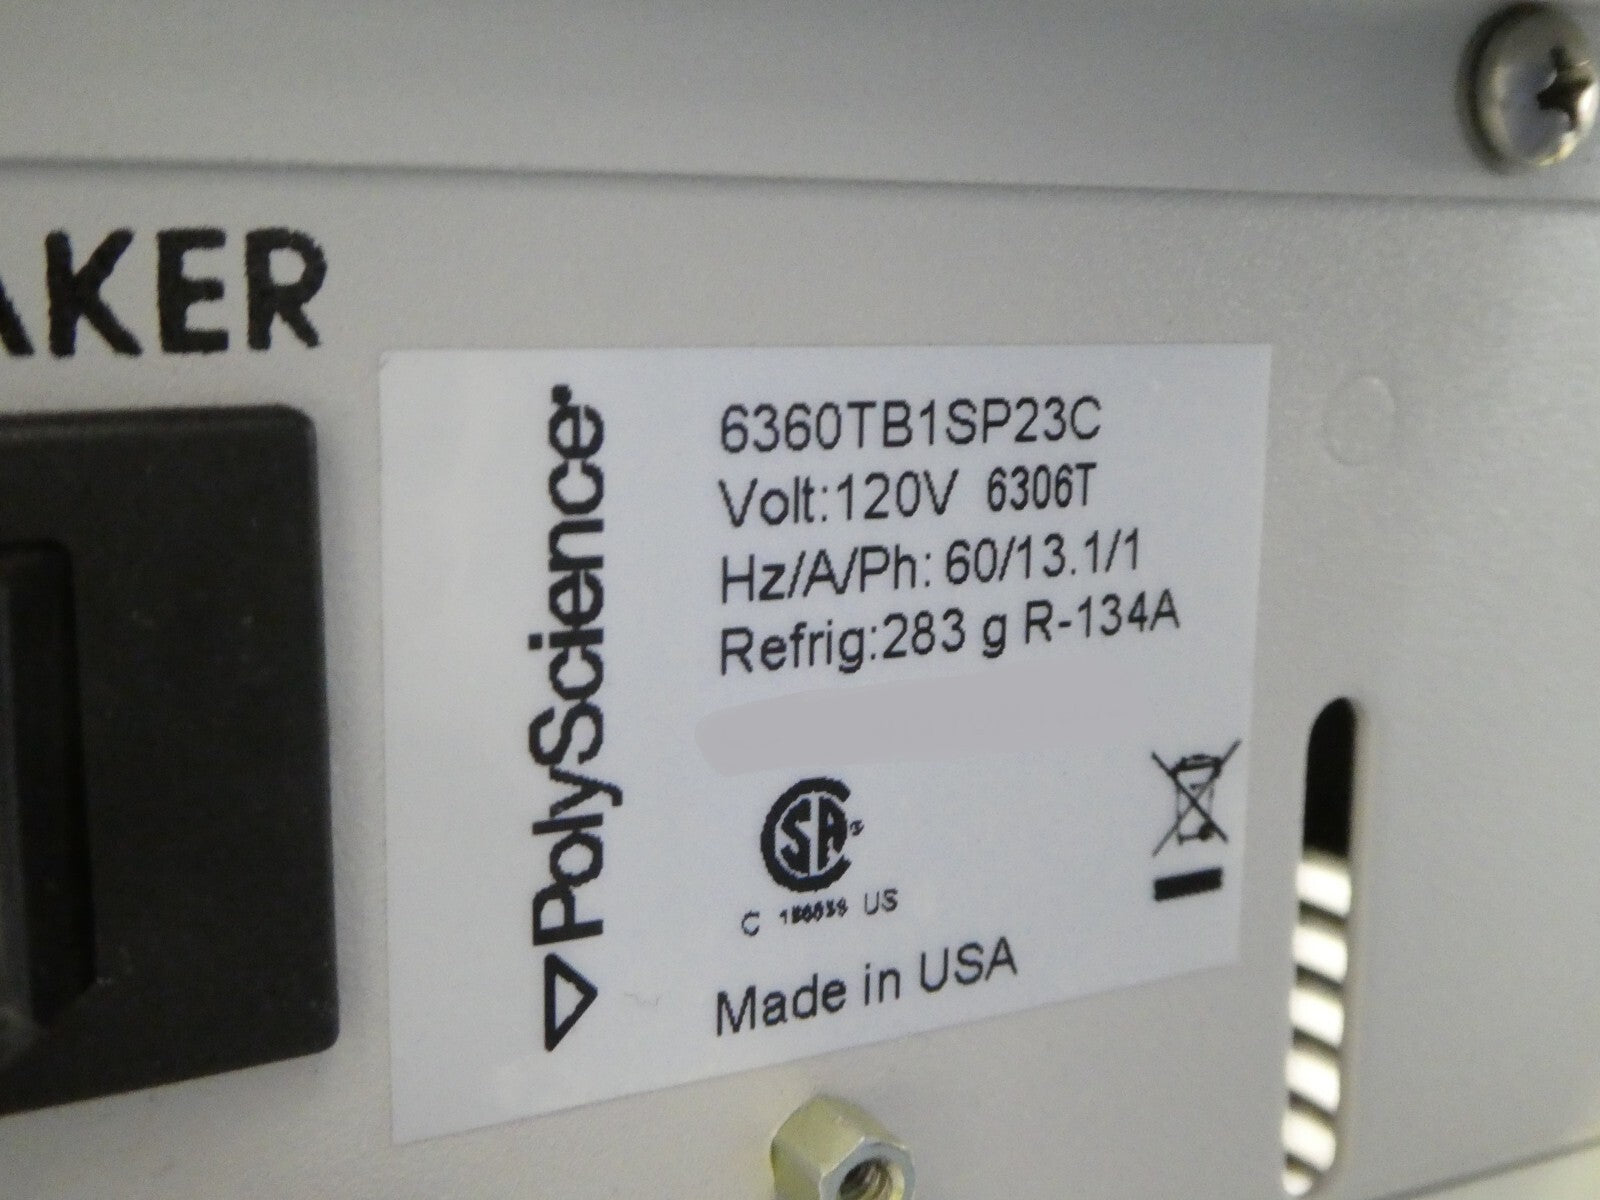 AKER
PolyScience
6360TB1SP23C
Volt:120V 6306T
Hz/A/Ph: 60/13.1/1
Refrig:283 g R-134A
C US
Made in USA